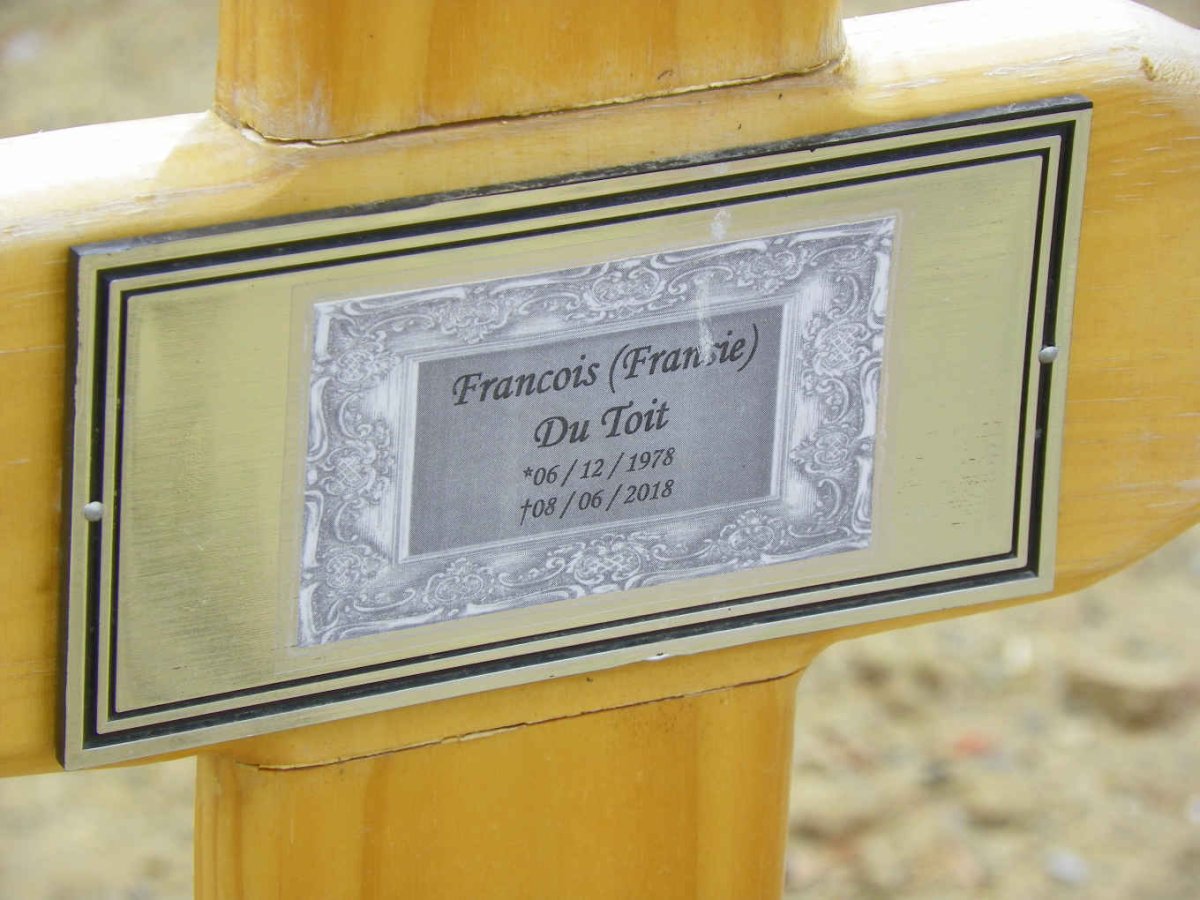 Francois (Fransie)
Du Toit
*06 / 12 / 1978
†08 / 06 / 2018